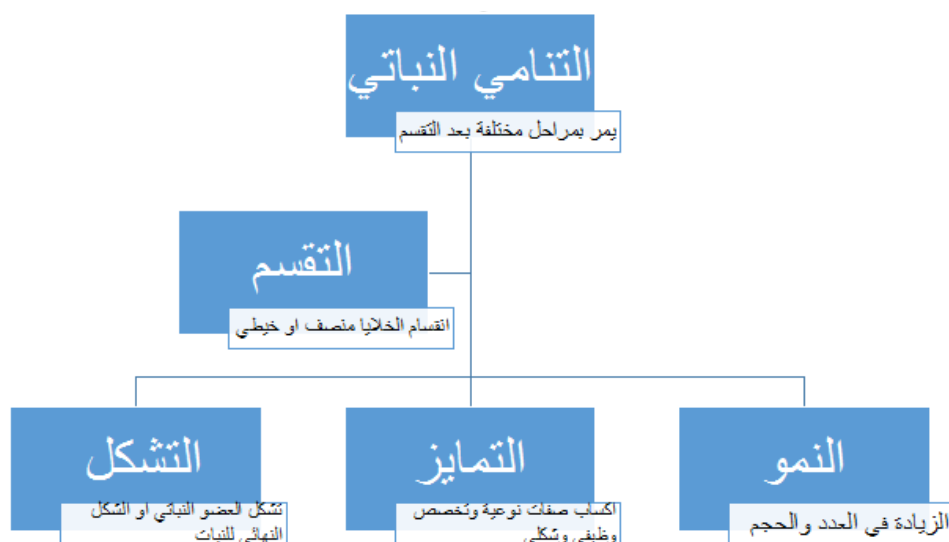 التنامي النباتي
يمر بمراحل مختلفة بعد التقسم
التقسم
انقسام الخلايا منصف او خيطي
النمو
الزيادة في العدد والحجم
التمايز
اكساب صفات نوعية وتخصص
وظيفي وشكلي
التشكل
تشكل العضو النباتي او الشكل
النهائي للنبات